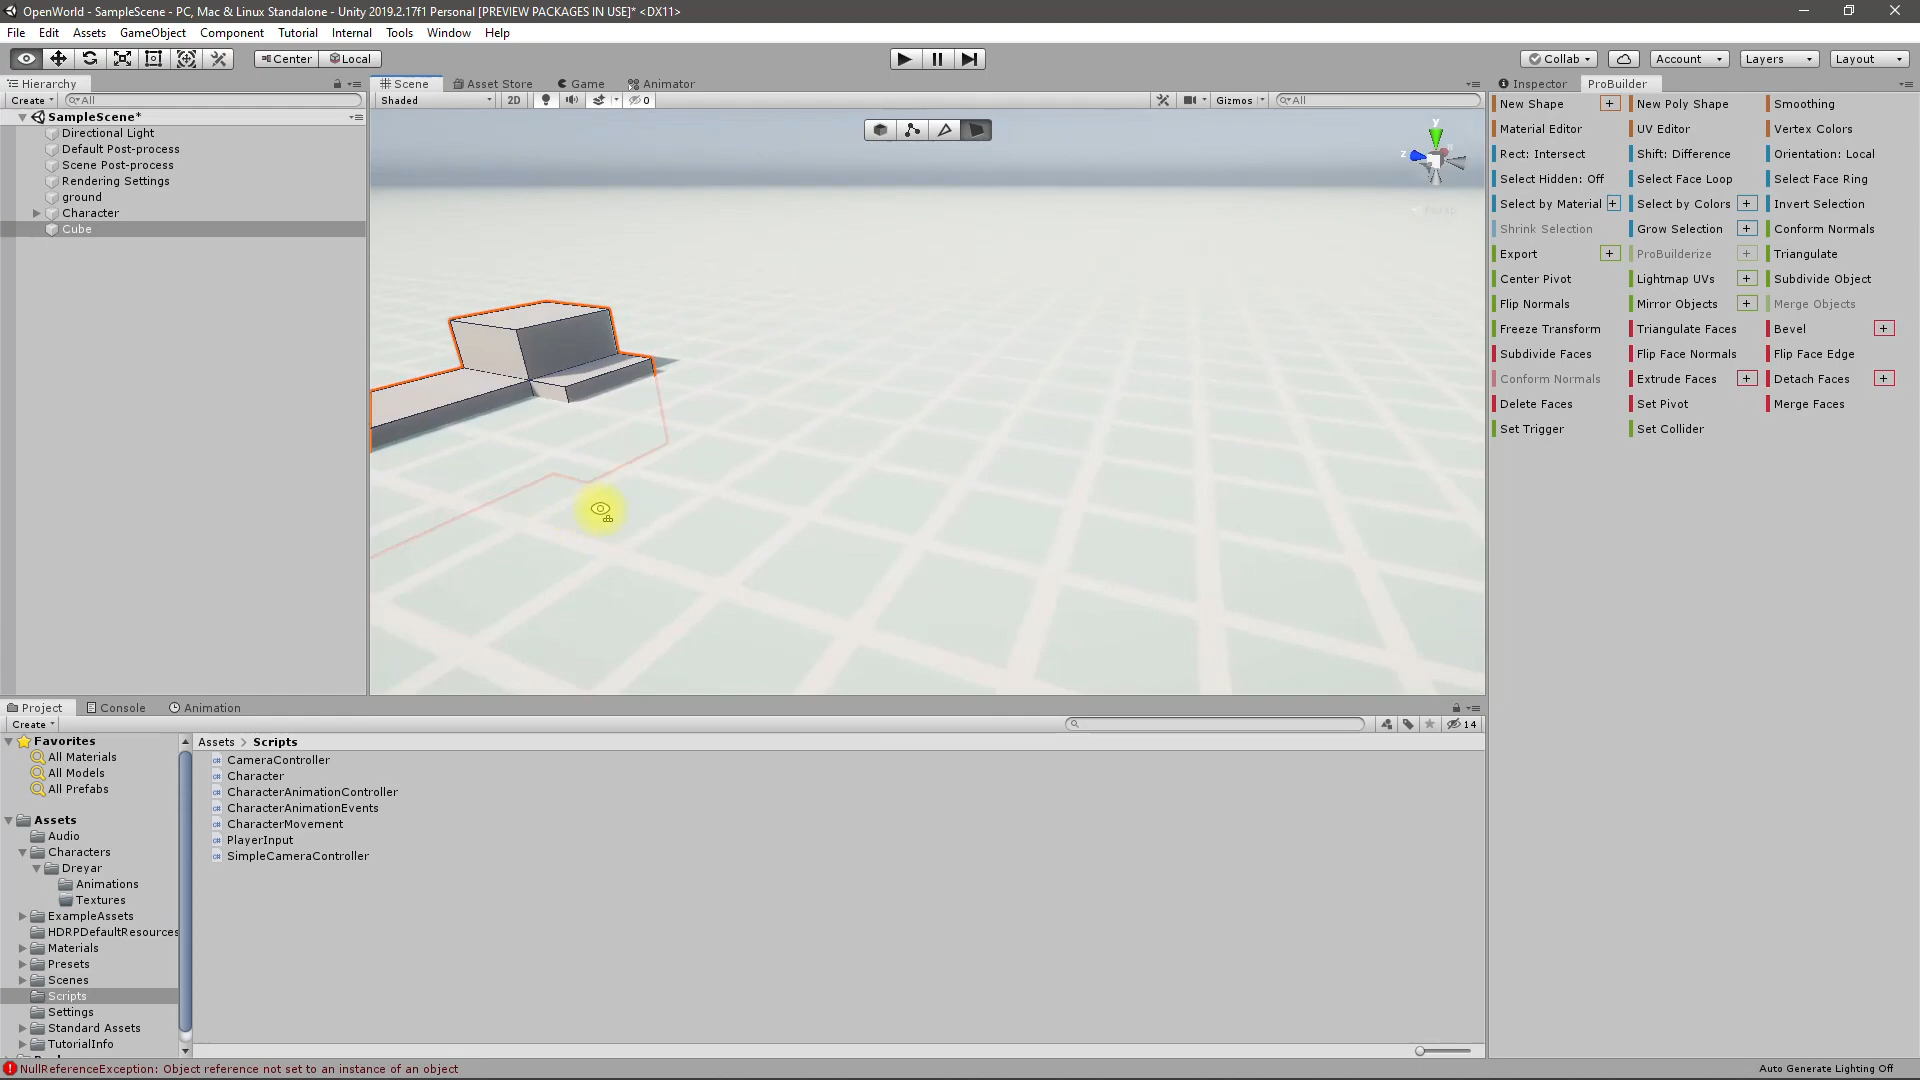 OpenWorld - SampleScene - PC, Mac & Linux Standalone - Unity 2019.2.17f1 Personal [PREVIEW PACKAGES IN USE]* <DX11>
File Edit Assets GameObject Component Tutorial Internal Tools Window Help
Center Local Collab Account Layers Layout
Hierarchy
Create All
SampleScene*
Directional Light
Default Post-process
Scene Post-process
Rendering Settings
ground
Character
Cube
Scene Asset Store Game Animator
Shaded 2D 0 Gizmos All
y
z
Inspector ProBuilder
New Shape + New Poly Shape Smoothing
Material Editor UV Editor Vertex Colors
Rect: Intersect Shift: Difference Orientation: Local
Select Hidden: Off Select Face Loop Select Face Ring
Select by Material + Select by Colors + Invert Selection
Shrink Selection Grow Selection + Conform Normals
Export + ProBuilderize + Triangulate
Center Pivot Lightmap UVs + Subdivide Object
Flip Normals Mirror Objects + Merge Objects
Freeze Transform Triangulate Faces Bevel +
Subdivide Faces Flip Face Normals Flip Face Edge
Conform Normals Extrude Faces + Detach Faces +
Delete Faces Set Pivot Merge Faces
Set Trigger Set Collider
Project Console Animation
Create 14
Favorites
All Materials
All Models
All Prefabs
Assets
Audio
Characters
Dreyar
Animations
Textures
ExampleAssets
HDRPDefaultResources
Materials
Presets
Scenes
Scripts
Settings
Standard Assets
TutorialInfo
Assets > Scripts
CameraController
Character
CharacterAnimationController
CharacterAnimationEvents
CharacterMovement
PlayerInput
SimpleCameraController
NullReferenceException: Object reference not set to an instance of an object
Auto Generate Lighting Off